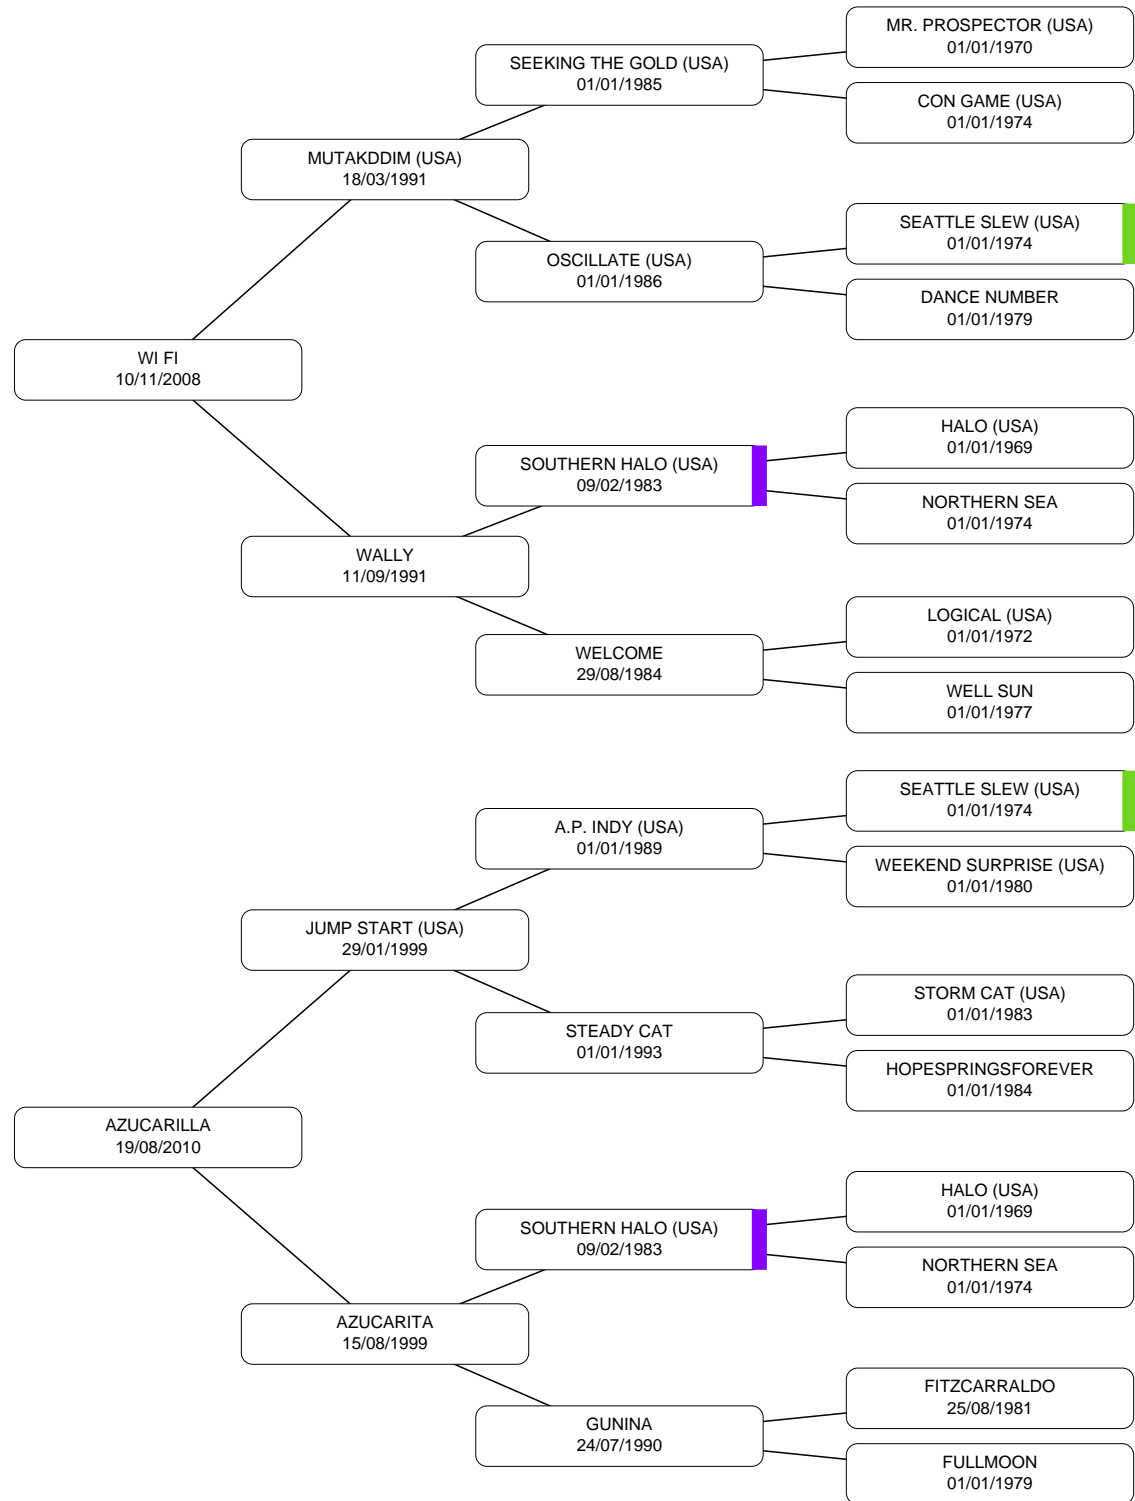 MR. PROSPECTOR (USA)
01/01/1970
SEEKING THE GOLD (USA)
01/01/1985
CON GAME (USA)
01/01/1974
MUTAKDDIM (USA)
18/03/1991
SEATTLE SLEW (USA)
01/01/1974
OSCILLATE (USA)
01/01/1986
DANCE NUMBER
01/01/1979
WI FI
10/11/2008
HALO (USA)
01/01/1969
SOUTHERN HALO (USA)
09/02/1983
NORTHERN SEA
01/01/1974
WALLY
11/09/1991
LOGICAL (USA)
01/01/1972
WELCOME
29/08/1984
WELL SUN
01/01/1977
SEATTLE SLEW (USA)
01/01/1974
A.P. INDY (USA)
01/01/1989
WEEKEND SURPRISE (USA)
01/01/1980
JUMP START (USA)
29/01/1999
STORM CAT (USA)
01/01/1983
STEADY CAT
01/01/1993
HOPESPRINGSFOREVER
01/01/1984
AZUCARILLA
19/08/2010
HALO (USA)
01/01/1969
SOUTHERN HALO (USA)
09/02/1983
NORTHERN SEA
01/01/1974
AZUCARITA
15/08/1999
FITZCARRALDO
25/08/1981
GUNINA
24/07/1990
FULLMOON
01/01/1979